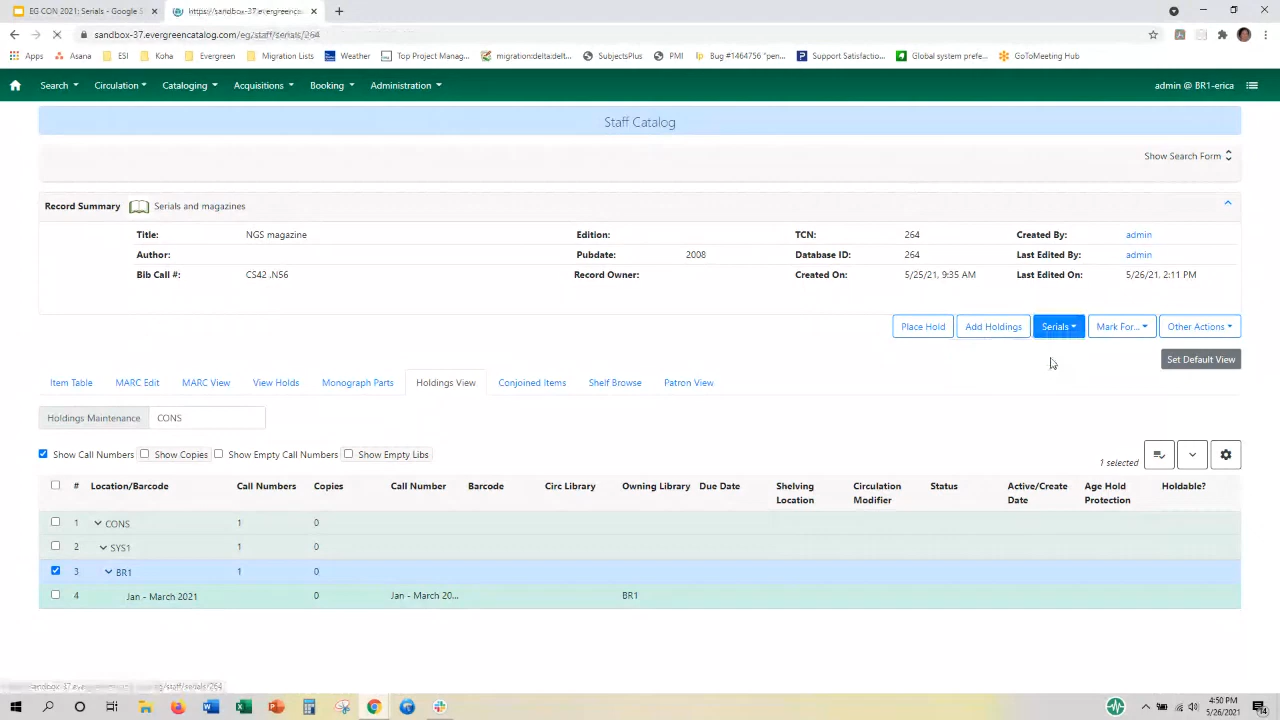 EG CON 2021: Serials - Google S
https://sandbox-37.evergreencata
sandbox-37.evergreencatalog.com/eg/staff/serials/264
Apps Asana ESI Koha Evergreen Migration Lists Weather Top Project Manag... migration:delta:delt... SubjectsPlus PMI Bug #1464756 "pen... Support Satisfactio... Global system prefe... GoToMeeting Hub
Search Circulation Cataloging Acquisitions Booking Administration admin @ BR1-erica
Staff Catalog
Show Search Form
Record Summary Serials and magazines
Title: NGS magazine Edition: TCN: 264 Created By: admin
Author: Pubdate: 2008 Database ID: 264 Last Edited By: admin
Bib Call #: CS42 .N56 Record Owner: Created On: 5/25/21, 9:35 AM Last Edited On: 5/26/21, 2:11 PM
Place Hold Add Holdings Serials Mark For... Other Actions
Set Default View
Item Table MARC Edit MARC View View Holds Monograph Parts Holdings View Conjoined Items Shelf Browse Patron View
Holdings Maintenance CONS
Show Call Numbers Show Copies Show Empty Call Numbers Show Empty Libs
1 selected
# Location/Barcode Call Numbers Copies Call Number Barcode Circ Library Owning Library Due Date Shelving Location Circulation Modifier Status Active/Create Date Age Hold Protection Holdable?
1 CONS 1 0
2 SYS1 1 0
3 BR1 1 0
4 Jan - March 2021 0 Jan - March 20... BR1
4:50 PM
5/26/2021